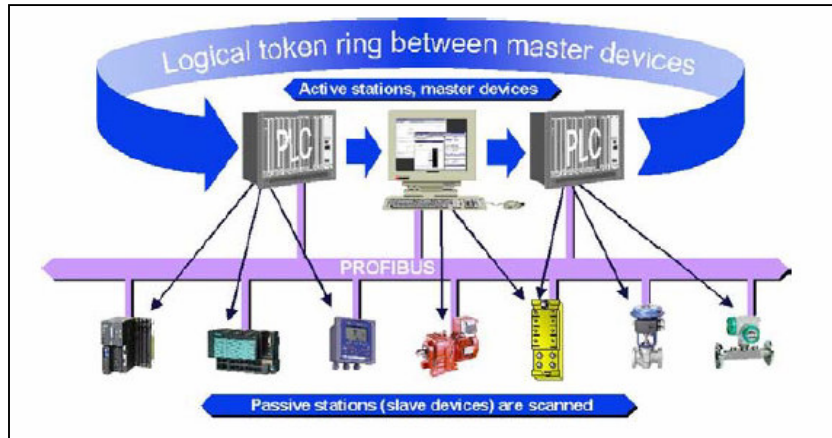 Logical token ring between master devices
Active stations, master devices
PLC
PLC
PROFIBUS
Passive stations (slave devices) are scanned